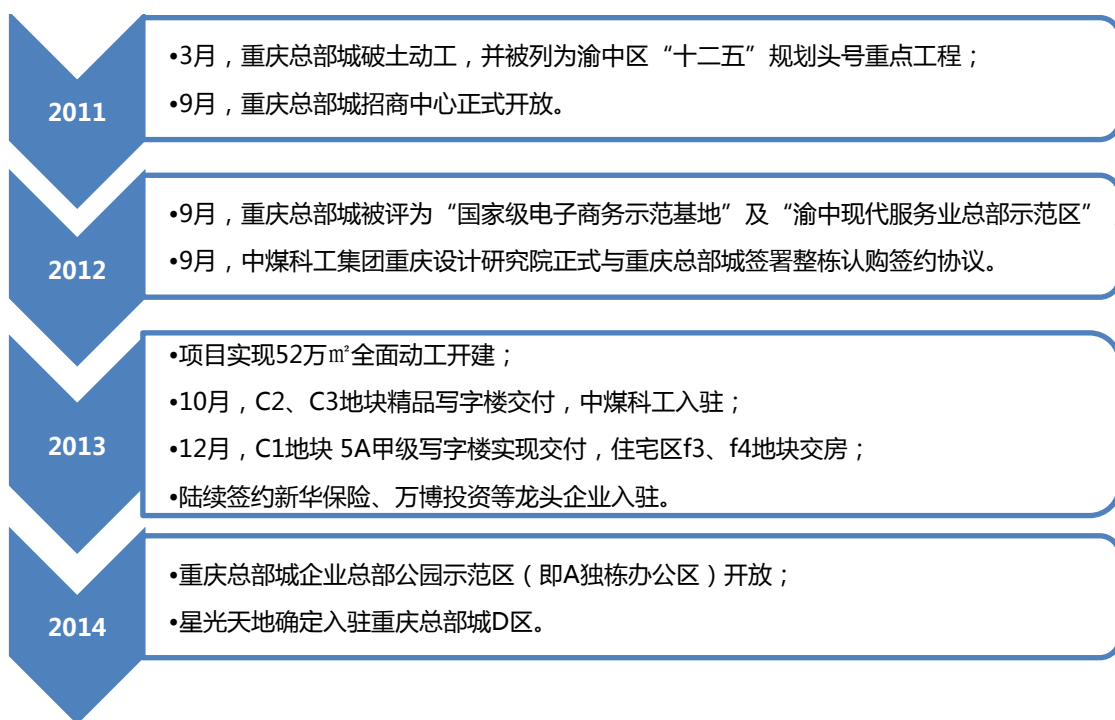 2011
•3月，重庆总部城破土动工，并被列为渝中区“十二五”规划头号重点工程；
•9月，重庆总部城招商中心正式开放。
2012
•9月，重庆总部城被评为“国家级电子商务示范基地”及“渝中现代服务业总部示范区”
•9月，中煤科工集团重庆设计研究院正式与重庆总部城签署整栋认购签约协议。
2013
•项目实现52万㎡全面动工开建；
•10月，C2、C3地块精品写字楼交付，中煤科工入驻；
•12月，C1地块 5A甲级写字楼实现交付，住宅区f3、f4地块交房；
•陆续签约新华保险、万博投资等龙头企业入驻。
2014
•重庆总部城企业总部公园示范区（即A独栋办公区）开放；
•星光天地确定入驻重庆总部城D区。